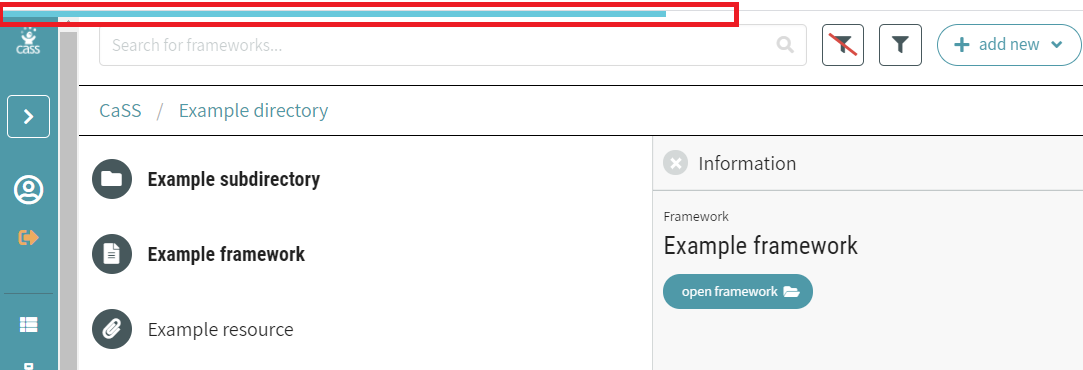 cass
Search for frameworks...
add new
CaSS / Example directory
Example subdirectory
Information
Framework
Example framework
Example framework
open framework
Example resource